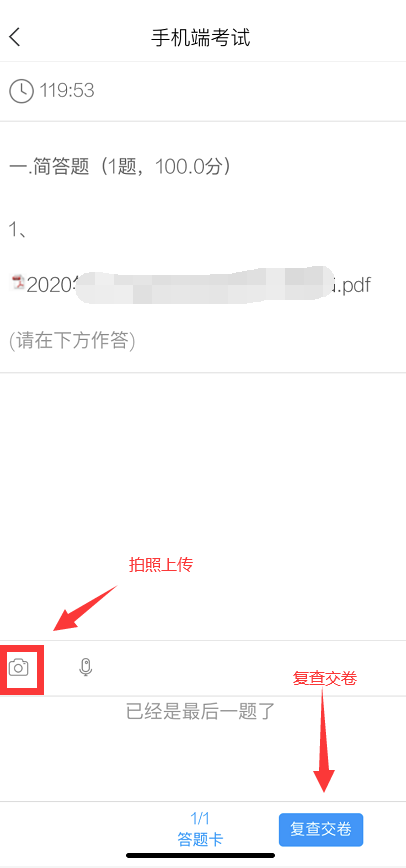 手机端考试
119:53
一.简答题（1题，100.0分）
1、
2020
.pdf
(请在下方作答)
拍照上传
复查交卷
已经是最后一题了
1/1
答题卡
复查交卷